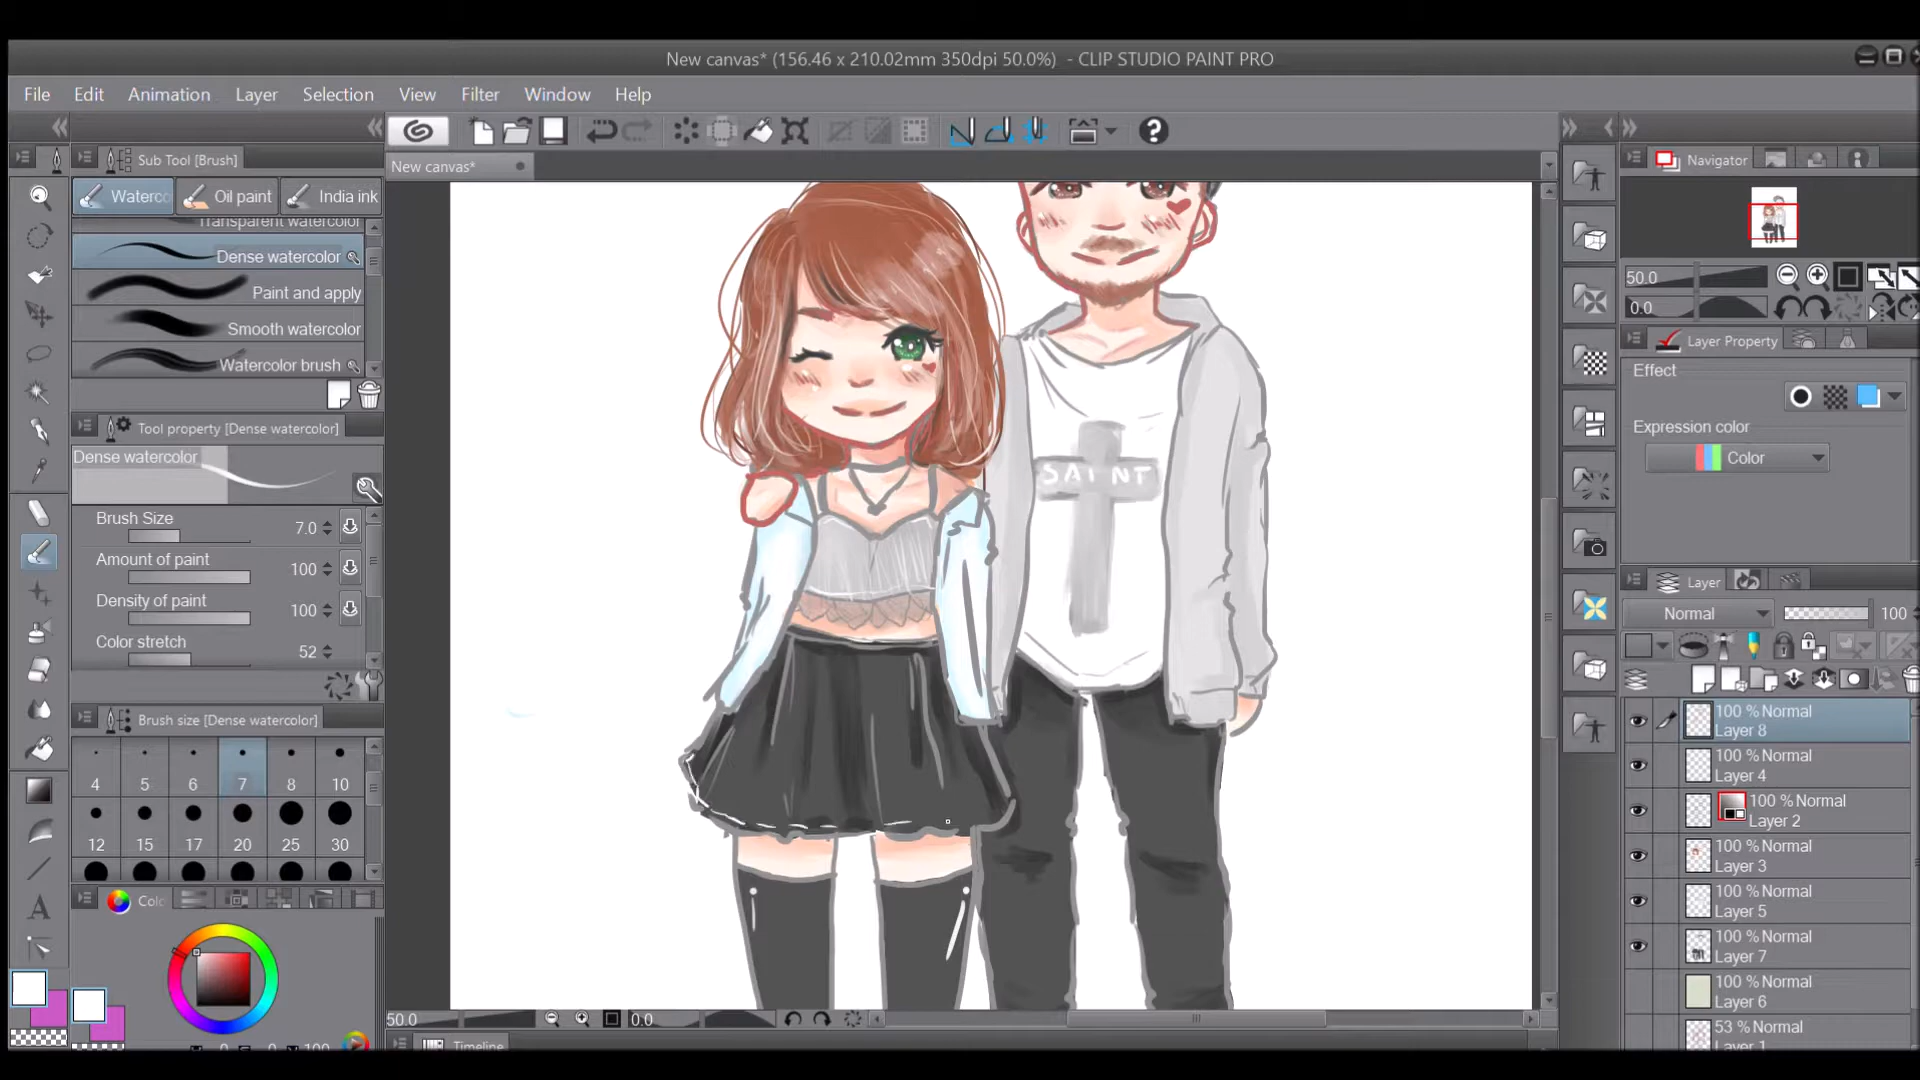 New canvas* (156.46 x 210.02mm 350dpi 50.0%) - CLIP STUDIO PAINT PRO
File Edit Animation Layer Selection View Filter Window Help
Sub Tool [Brush]
New canvas*
Navigator
Waterco Oil paint India ink
Transparent watercolor
Dense watercolor
Paint and apply
Smooth watercolor
Watercolor brush
50.0
0.0
Layer Property
Effect
Expression color
Color
Tool property [Dense watercolor]
Dense watercolor
Brush Size 7.0
Amount of paint 100
Density of paint 100
Color stretch 52
SAINT
Layer
Normal 100
Brush size [Dense watercolor]
4 5 6 7 8 10
12 15 17 20 25 30
Colo
100 % Normal
Layer 8
100 % Normal
Layer 4
100 % Normal
Layer 2
100 % Normal
Layer 3
100 % Normal
Layer 5
100 % Normal
Layer 7
100 % Normal
Layer 6
53 % Normal
Layer 1
50.0 0.0
Timeline